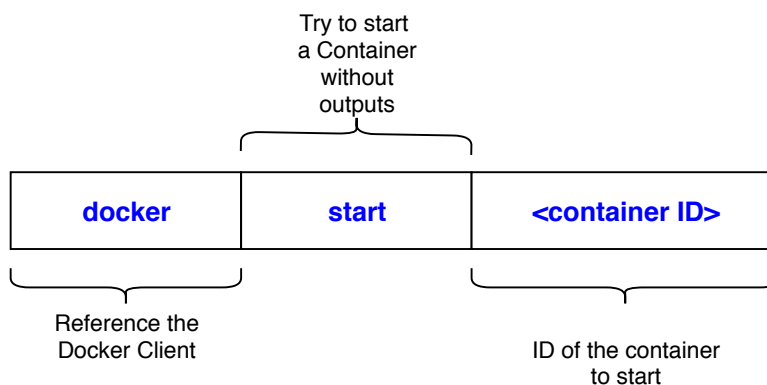 Try to start
a Container
without
outputs
docker start <container ID>
Reference the
Docker Client
ID of the container
to start